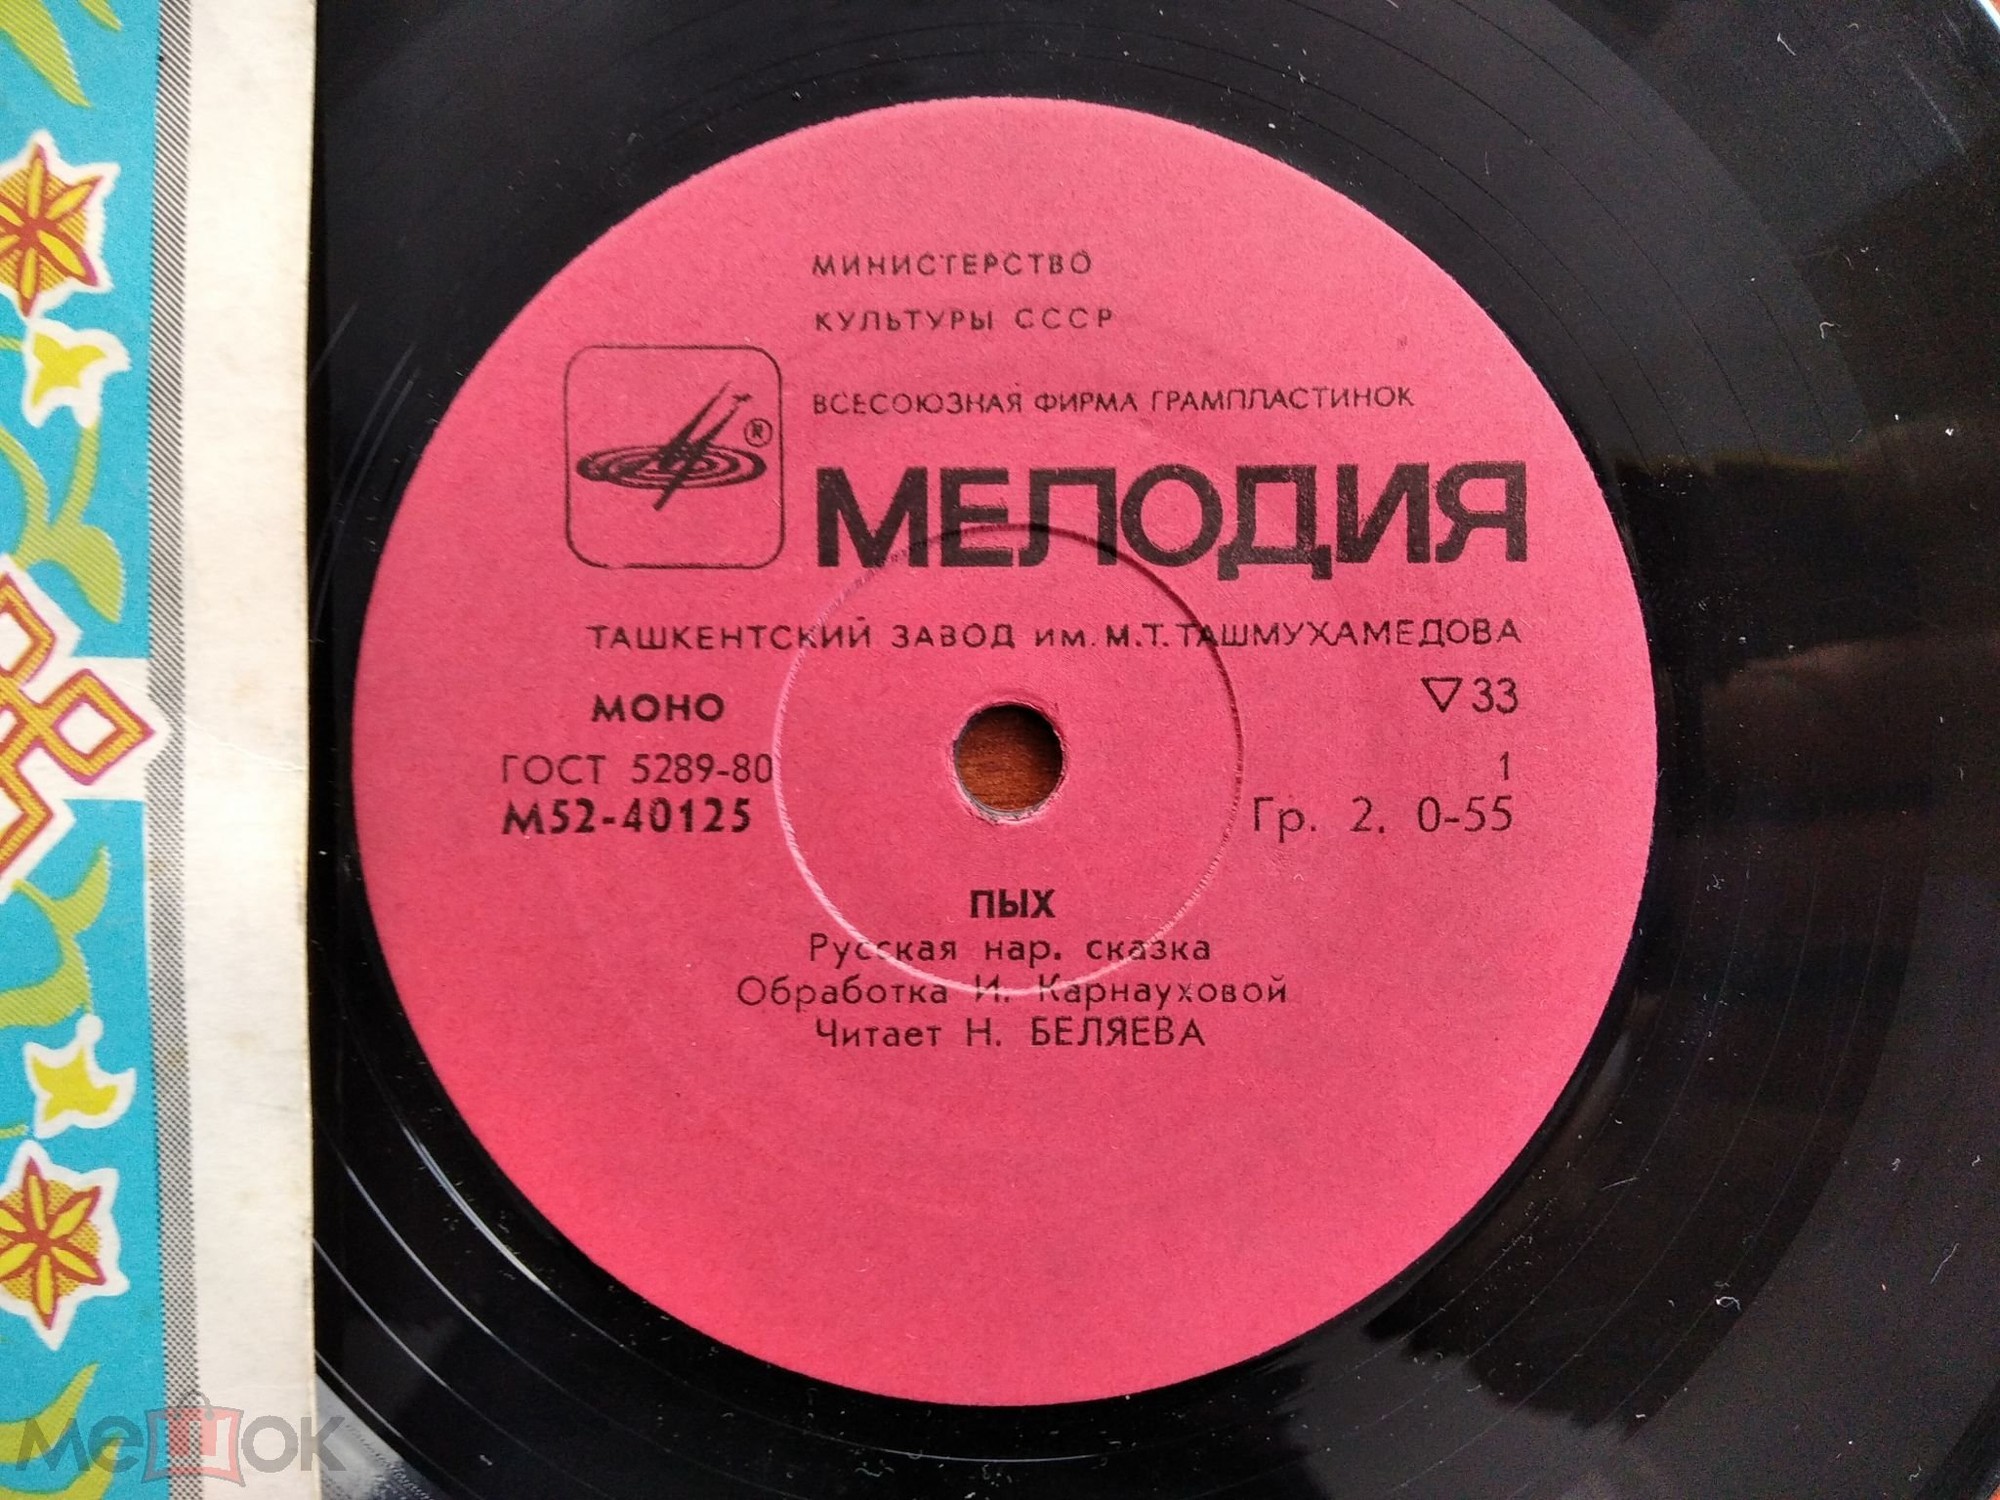 МИНИСТЕРСТВО
КУЛЬТУРЫ СССР
ВСЕСОЮЗНАЯ ФИРМА ГРАМПЛАСТИНОК
®
МЕЛОДИЯ
ТАШКЕНТСКИЙ ЗАВОД им. М.Т. ТАШМУХАМЕДОВА
МОНО
▽33
ГОСТ 5289-80
1
М52-40125
Гр. 2. 0-55
ПЫХ
Русская нар. сказка
Обработка И. Карнауховой
Читает Н. БЕЛЯЕВА
мешок